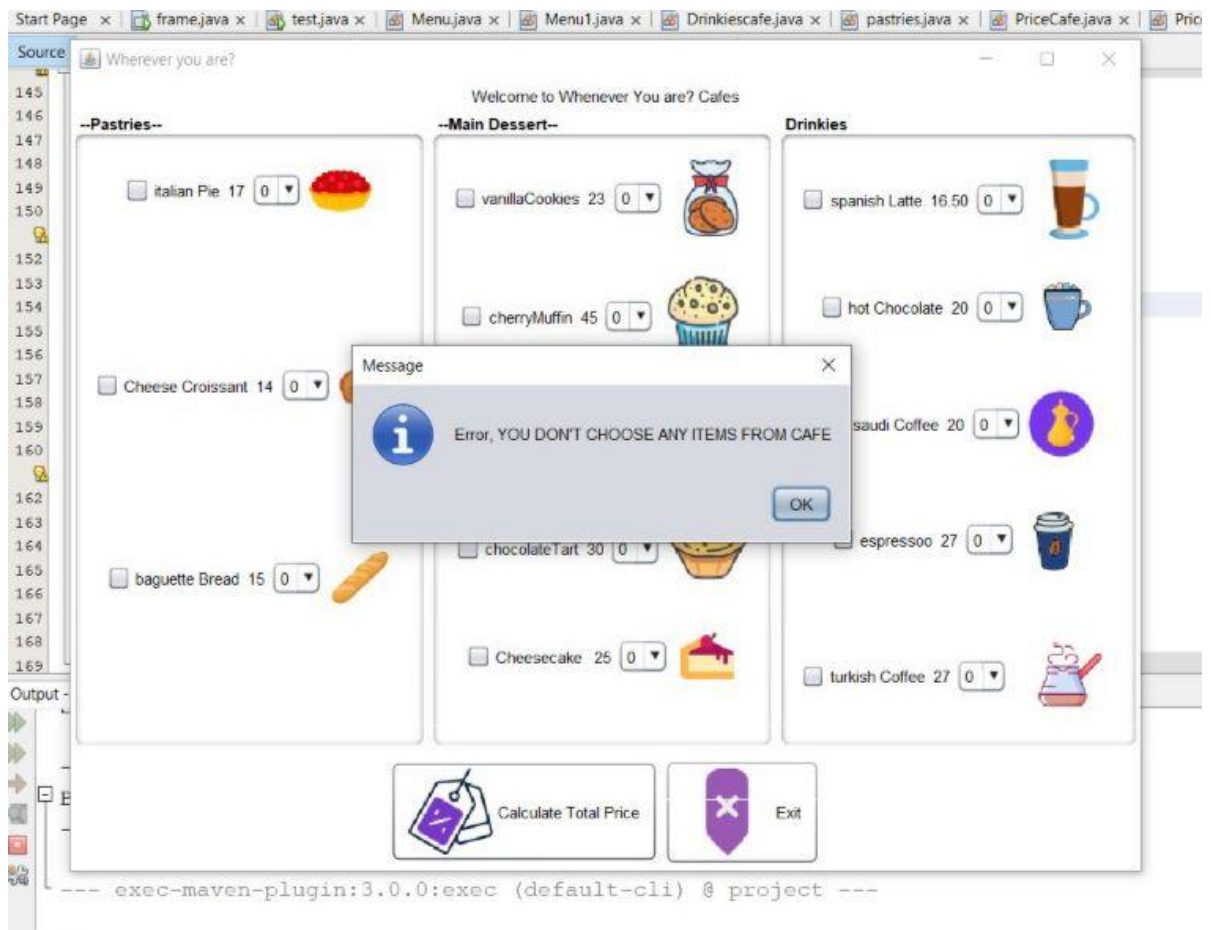 Start Page x frame.java x test.java x Menu.java x Menu1.java x Drinkiescafe.java x pastries.java x PriceCafe.java x
Source
Wherever you are?
Welcome to Whenever You are? Cafes
--Pastries--
italian Pie 17 0
Cheese Croissant 14 0
baguette Bread 15 0
--Main Dessert--
vanillaCookies 23 0
cherryMuffin 45 0
chocolateTart 30 0
Cheesecake 25 0
Drinkies
spanish Latte 16.50 0
hot Chocolate 20 0
saudi Coffee 20 0
espressoo 27 0
turkish Coffee 27 0
Message
Error, YOU DON'T CHOOSE ANY ITEMS FROM CAFE
OK
Calculate Total Price
Exit
145
146
147
148
149
150
152
153
154
155
156
157
158
159
160
162
163
164
165
166
167
168
169
Output -
--- exec-maven-plugin:3.0.0:exec (default-cli) @ project ---